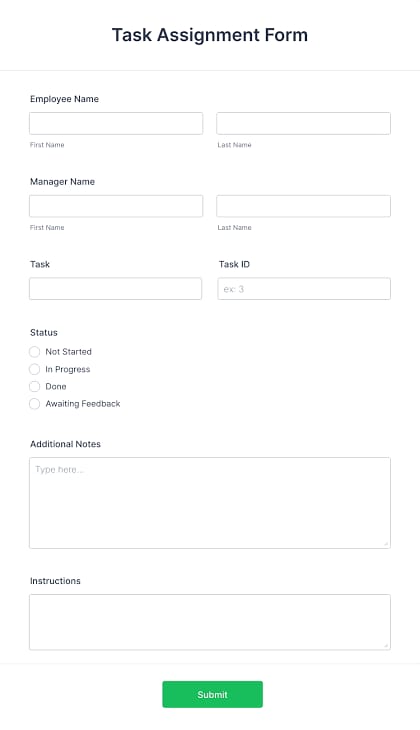 Task Assignment Form
Employee Name
First Name Last Name
Manager Name
First Name Last Name
Task Task ID
ex: 3
Status
Not Started
In Progress
Done
Awaiting Feedback
Additional Notes
Type here...
Instructions
Submit